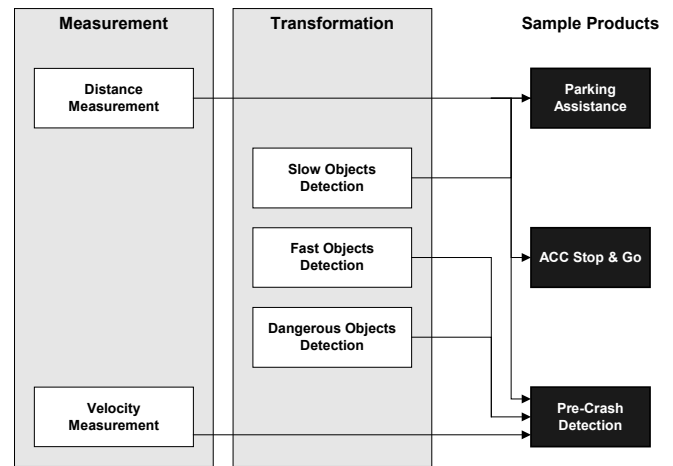 Measurement
Transformation
Sample Products
Distance
Measurement
Parking
Assistance
Slow Objects
Detection
Fast Objects
Detection
ACC Stop & Go
Dangerous Objects
Detection
Velocity
Measurement
Pre-Crash
Detection